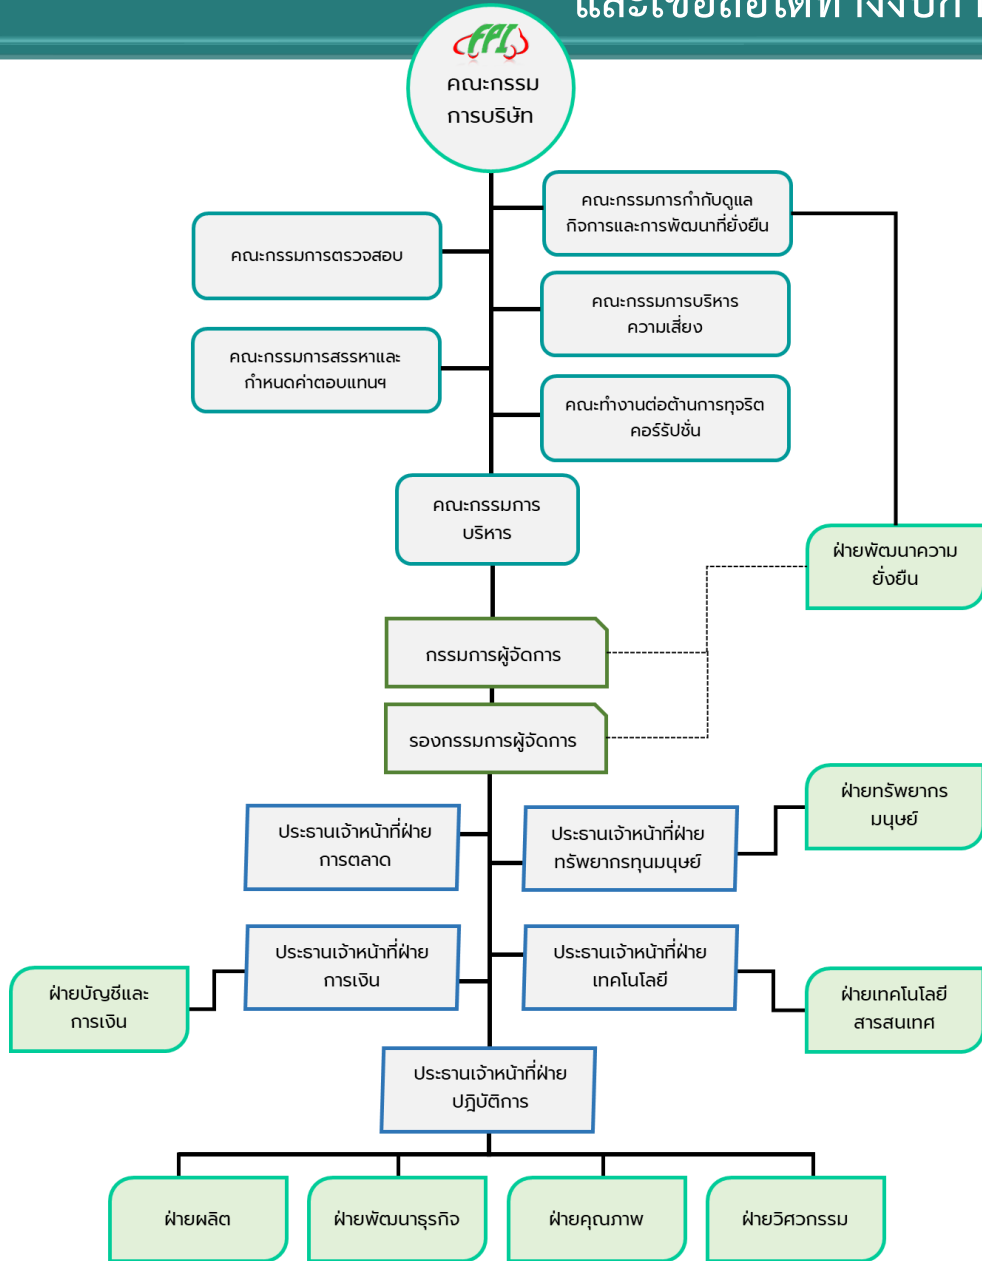 และเชื่อถือได้ทางงบกา
FPI
คณะกรรม
การบริษัท
คณะกรรมการกำกับดูแล
กิจการและการพัฒนาที่ยั่งยืน
คณะกรรมการตรวจสอบ
คณะกรรมการบริหาร
ความเสี่ยง
คณะกรรมการสรรหาและ
กำหนดค่าตอบแทนฯ
คณะทำงานต่อต้านการทุจริต
คอร์รัปชั่น
คณะกรรมการ
บริหาร
ฝ่ายพัฒนาความ
ยั่งยืน
กรรมการผู้จัดการ
รองกรรมการผู้จัดการ
ฝ่ายทรัพยากร
มนุษย์
ประธานเจ้าหน้าที่ฝ่าย
การตลาด
ประธานเจ้าหน้าที่ฝ่าย
ทรัพยากรทุนมนุษย์
ประธานเจ้าหน้าที่ฝ่าย
การเงิน
ประธานเจ้าหน้าที่ฝ่าย
เทคโนโลยี
ฝ่ายบัญชีและ
การเงิน
ฝ่ายเทคโนโลยี
สารสนเทศ
ประธานเจ้าหน้าที่ฝ่าย
ปฎิบัติการ
ฝ่ายผลิต
ฝ่ายพัฒนาธุรกิจ
ฝ่ายคุณภาพ
ฝ่ายวิศวกรรม